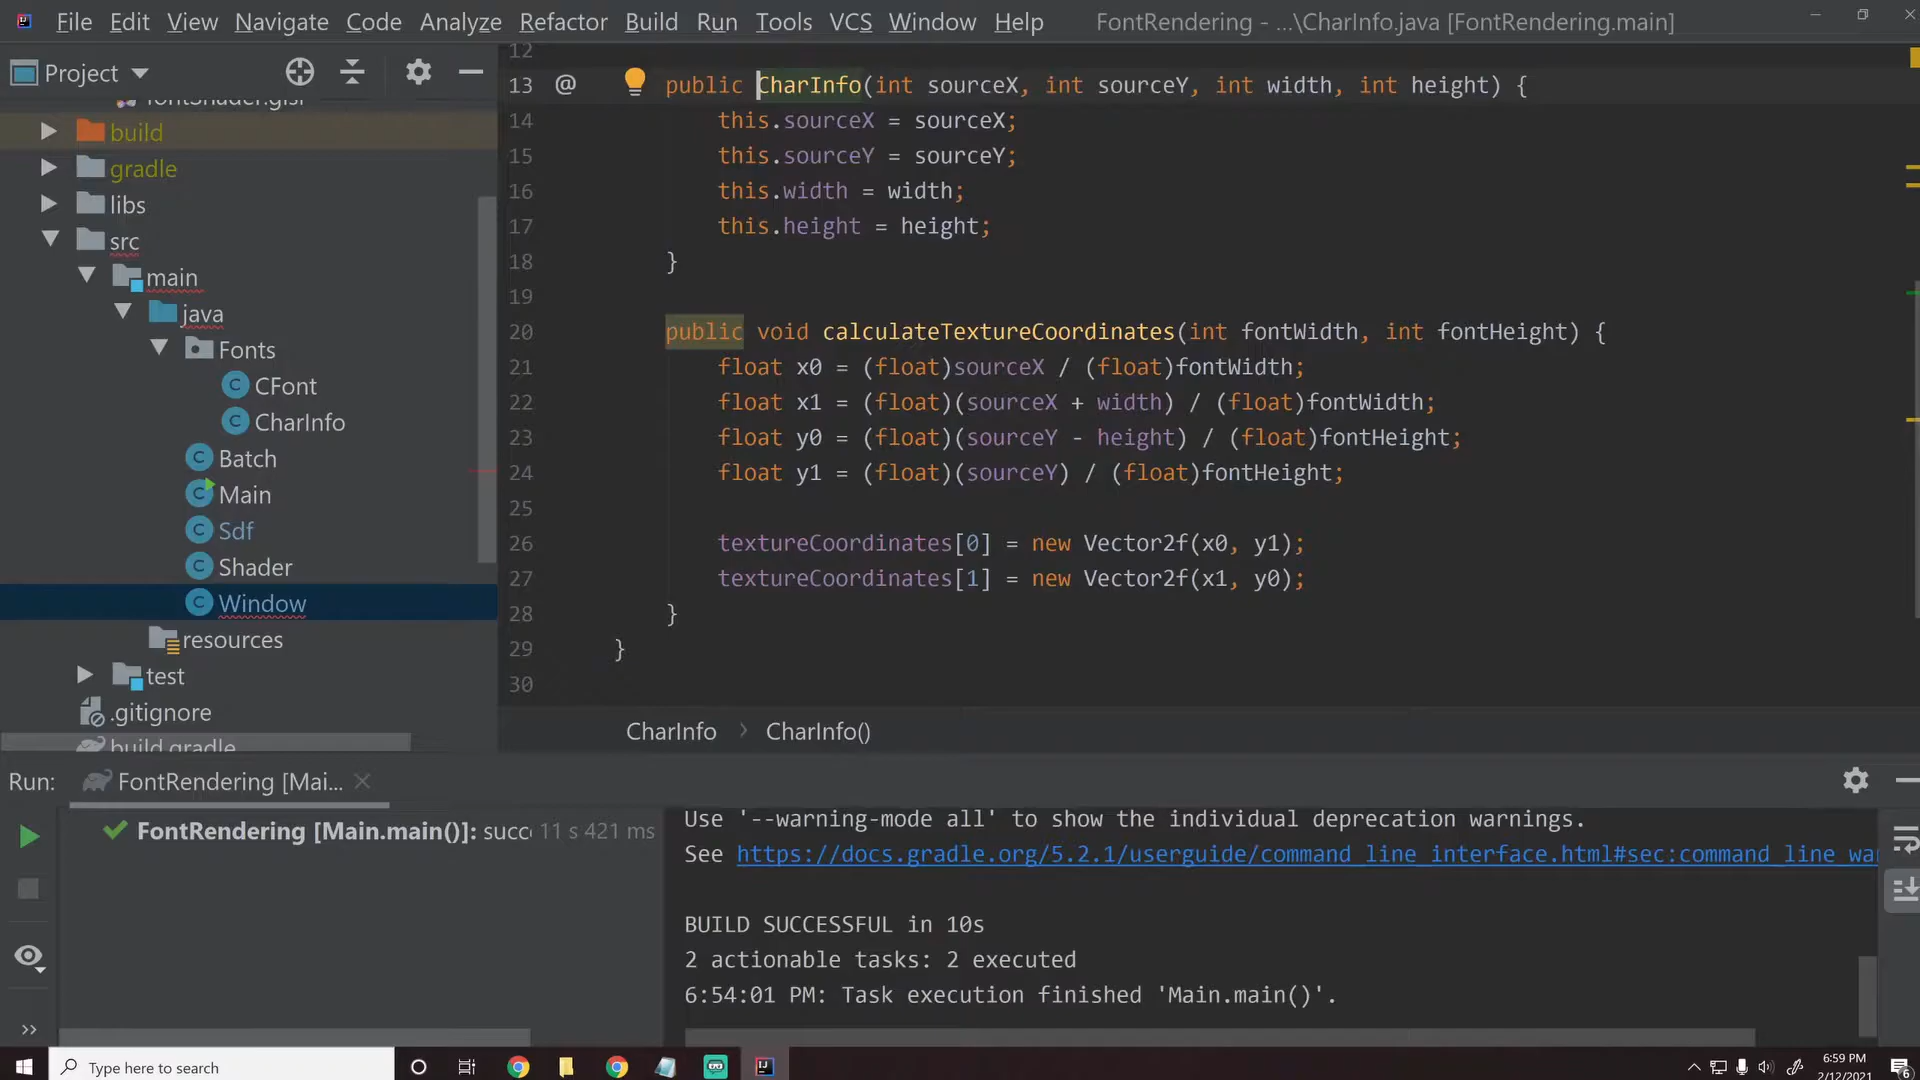 File Edit View Navigate Code Analyze Refactor Build Run Tools VCS Window Help FontRendering - ...\CharInfo.java [FontRendering.main]
Project
fontShader.glsl
build
gradle
libs
src
main
java
Fonts
CFont
CharInfo
Batch
Main
Sdf
Shader
Window
resources
test
.gitignore
build.gradle
12
13 @ public CharInfo(int sourceX, int sourceY, int width, int height) {
14 this.sourceX = sourceX;
15 this.sourceY = sourceY;
16 this.width = width;
17 this.height = height;
18 }
19
20 public void calculateTextureCoordinates(int fontWidth, int fontHeight) {
21 float x0 = (float)sourceX / (float)fontWidth;
22 float x1 = (float)(sourceX + width) / (float)fontWidth;
23 float y0 = (float)(sourceY - height) / (float)fontHeight;
24 float y1 = (float)(sourceY) / (float)fontHeight;
25
26 textureCoordinates[0] = new Vector2f(x0, y1);
27 textureCoordinates[1] = new Vector2f(x1, y0);
28 }
29 }
30
CharInfo > CharInfo()
Run: FontRendering [Mai...
FontRendering [Main.main()]: succ 11 s 421 ms
Use '--warning-mode all' to show the individual deprecation warnings.
See https://docs.gradle.org/5.2.1/userguide/command_line_interface.html#sec:command_line_wa
BUILD SUCCESSFUL in 10s
2 actionable tasks: 2 executed
6:54:01 PM: Task execution finished 'Main.main()'.
Type here to search
6:59 PM
2/12/2021
6